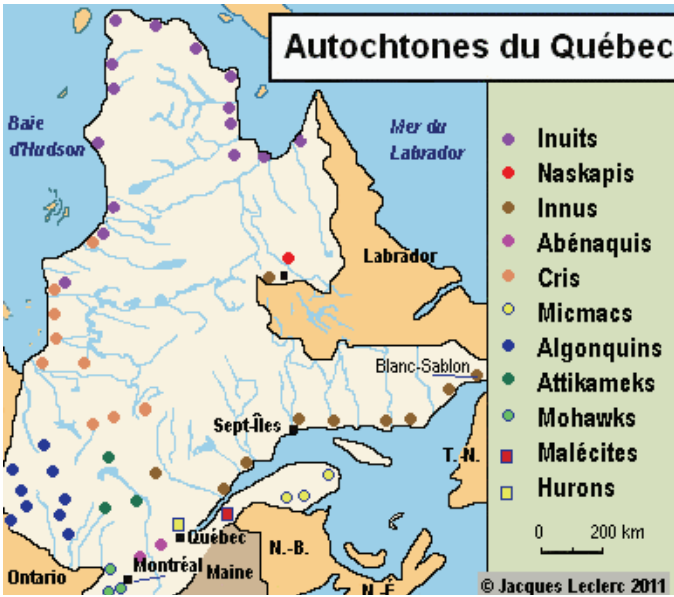 Autochtones du Québec
Baie
d'Hudson
Mer du
Labrador
Inuits
Naskapis
Innus
Abénaquis
Cris
Micmacs
Algonquins
Attikameks
Mohawks
Malécites
Hurons
Labrador
Blanc-Sablon
Sept-Îles
T.-N.
Québec
Montréal
Ontario
Maine
N.-B.
N.-É.
0 200 km
© Jacques Leclerc 2011